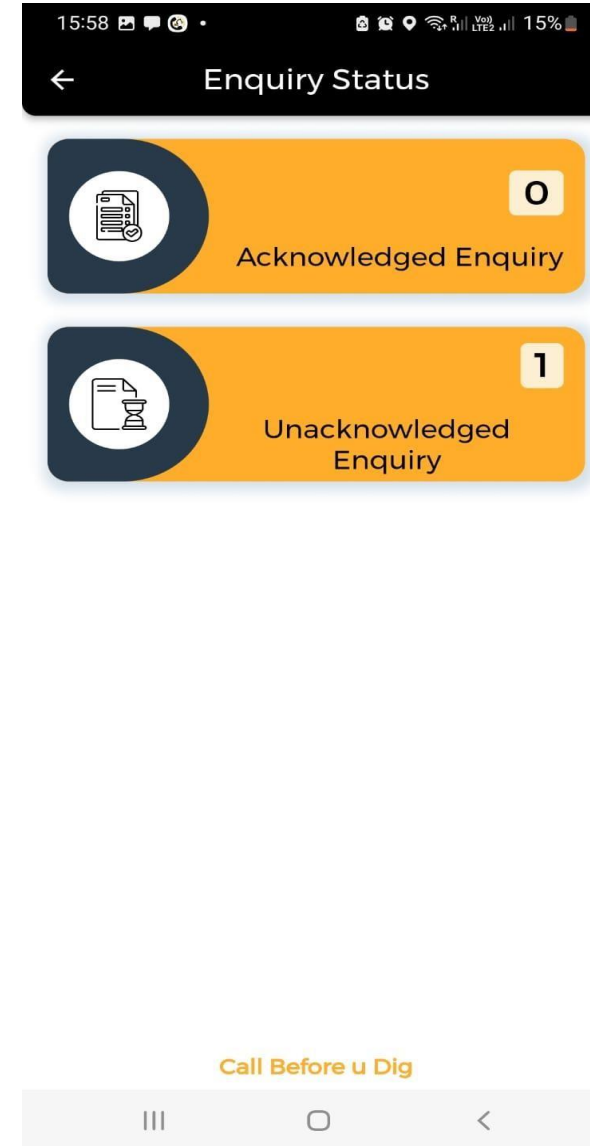 15:58 15%
Enquiry Status
0
Acknowledged Enquiry
1
Unacknowledged
Enquiry
Call Before u Dig